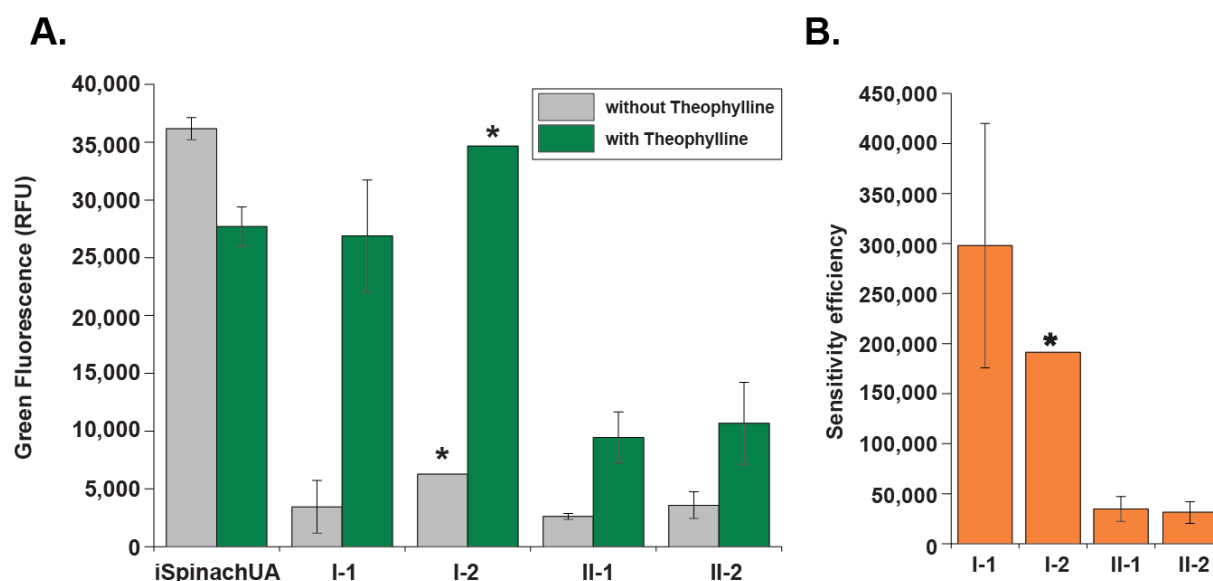 A.
40,000
35,000
30,000
25,000
20,000
15,000
10,000
5,000
0
Green Fluorescence (RFU)
without Theophylline
with Theophylline
*
*
iSpinachUA
I-1
I-2
II-1
II-2
B.
450,000
400,000
350,000
300,000
250,000
200,000
150,000
100,000
50,000
0
Sensitivity efficiency
*
I-1
I-2
II-1
II-2